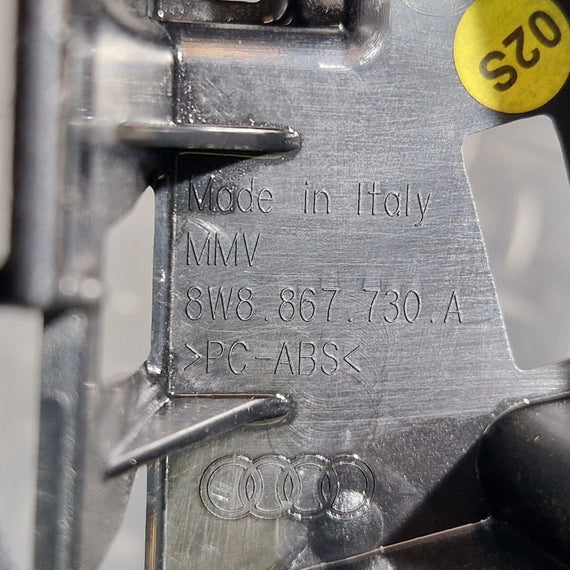 02S
Made in Italy
MMV
8W8.867.730.A
>PC-ABS<